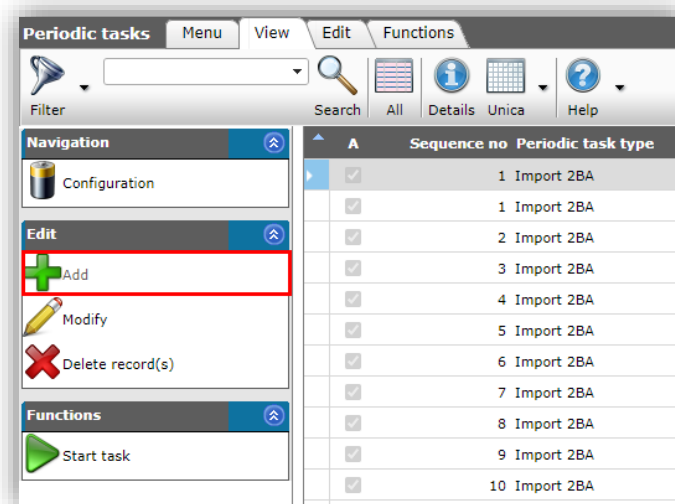 Periodic tasks Menu View Edit Functions
Filter Search All Details Unica Help
Navigation
Configuration
Edit
Add
Modify
Delete record(s)
Functions
Start task
A Sequence no Periodic task type
1 Import 2BA
1 Import 2BA
2 Import 2BA
3 Import 2BA
4 Import 2BA
5 Import 2BA
6 Import 2BA
7 Import 2BA
8 Import 2BA
9 Import 2BA
10 Import 2BA